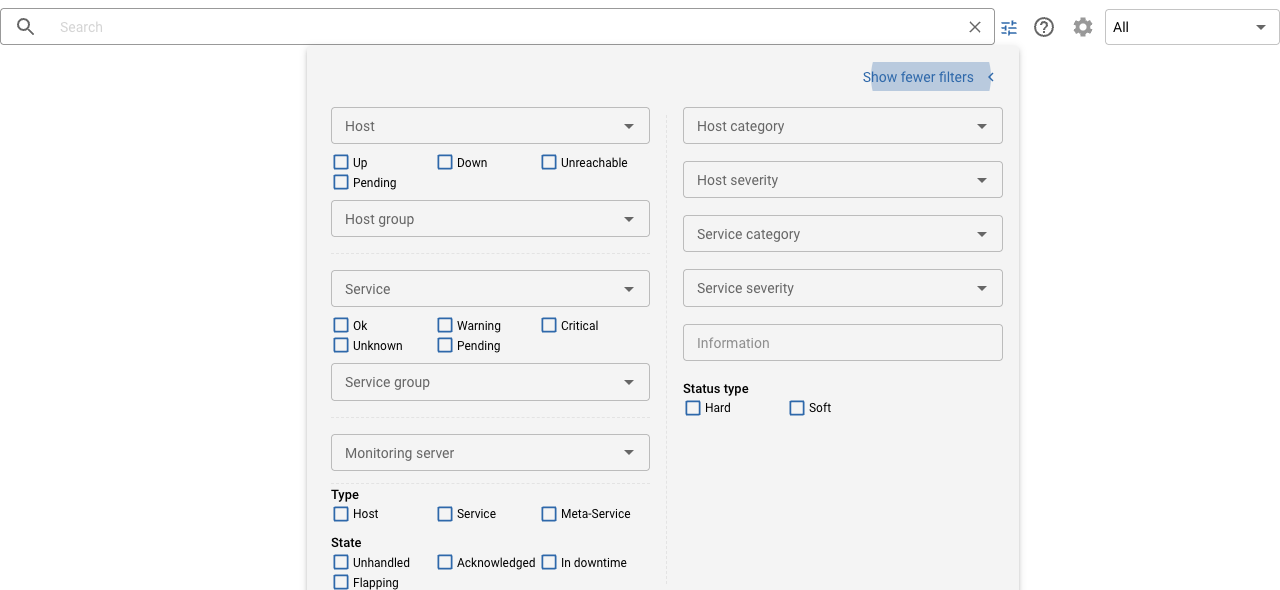 Search
All
Show fewer filters
Host
Up
Down
Unreachable
Pending
Host group
Service
Ok
Warning
Critical
Unknown
Pending
Service group
Monitoring server
Type
Host
Service
Meta-Service
State
Unhandled
Acknowledged
In downtime
Flapping
Host category
Host severity
Service category
Service severity
Information
Status type
Hard
Soft